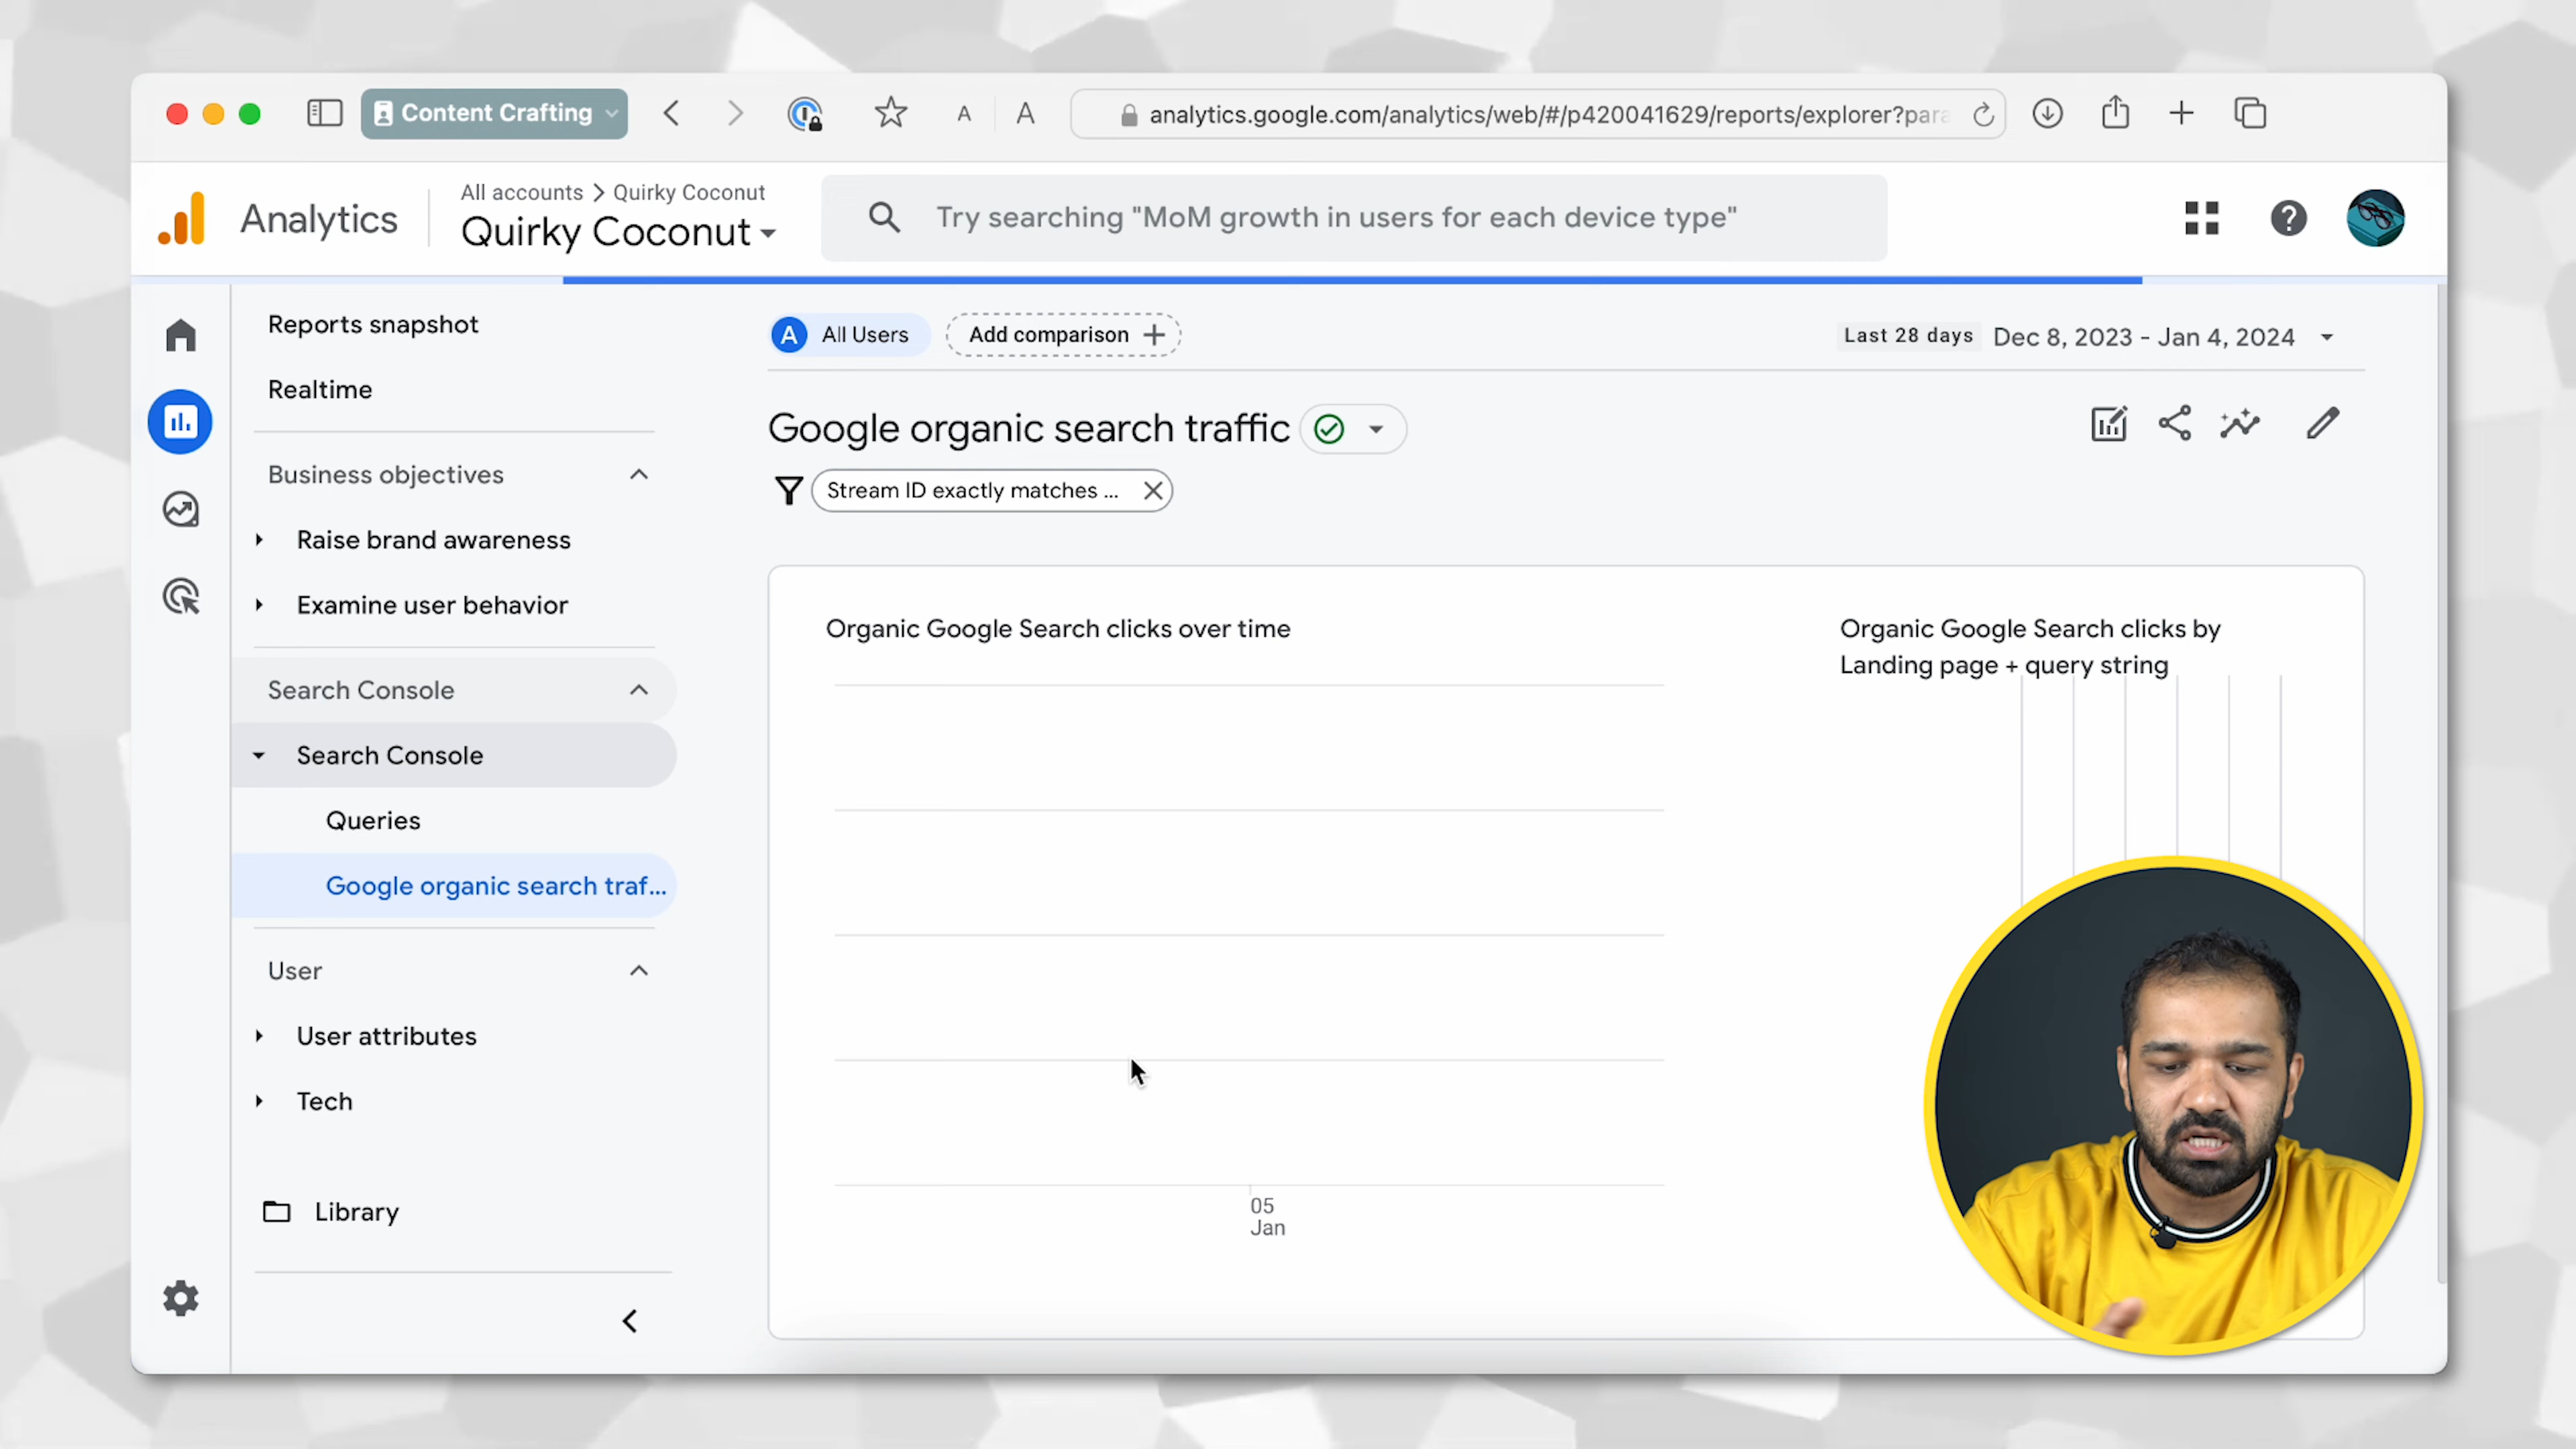 Content Crafting
A A
analytics.google.com/analytics/web/#/p420041629/reports/explorer?para
Analytics
All accounts > Quirky Coconut
Quirky Coconut
Try searching "MoM growth in users for each device type"
Reports snapshot
Realtime
Business objectives
Raise brand awareness
Examine user behavior
Search Console
Search Console
Queries
Google organic search traf...
User
User attributes
Tech
Library
A All Users
Add comparison +
Last 28 days Dec 8, 2023 - Jan 4, 2024
Google organic search traffic
Stream ID exactly matches ...
Organic Google Search clicks over time
05
Jan
Organic Google Search clicks by
Landing page + query string